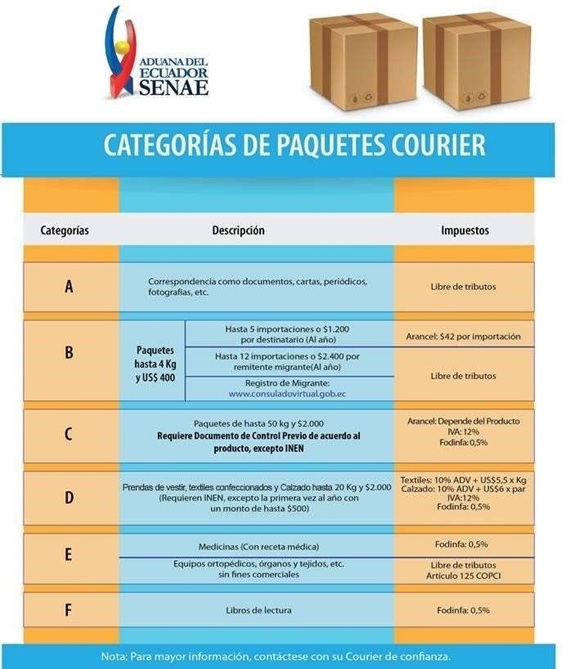 ADUANA DEL
ECUADOR
SENAE
CATEGORÍAS DE PAQUETES COURIER
Categorías
Descripción
Impuestos
A
Correspondencia como documentos, cartas, periódicos,
fotografías, etc.
Libre de tributos
B
Paquetes
hasta 4 Kg
y US$ 400
Hasta 5 importaciones o $1.200
por destinatario (Al año)
Arancel: $42 por importación
Hasta 12 importaciones o $2.400 por
remitente migrante(Al año)
Registro de Migrante:
www.consuladovirtual.gob.ec
Libre de tributos
C
Paquetes de hasta 50 kg y $2.000
Requiere Documento de Control Previo de acuerdo al
producto, excepto INEN
Arancel: Depende del Producto
IVA: 12%
Fodinfa: 0,5%
D
Prendas de vestir, textiles confeccionados y Calzado hasta 20 Kg y $2.000
(Requieren INEN, excepto la primera vez al año con
un monto de hasta $500)
Textiles: 10% ADV + US$5,5 x Kg
Calzado: 10% ADV + US$6 x par
IVA:12%
Fodinfa: 0,5%
E
Medicinas (Con receta médica)
Fodinfa: 0,5%
Equipos ortopédicos, órganos y tejidos, etc.
sin fines comerciales
Libre de tributos
Artículo 125 COPCI
F
Libros de lectura
Fodinfa: 0,5%
Nota: Para mayor información, contáctese con su Courier de confianza.